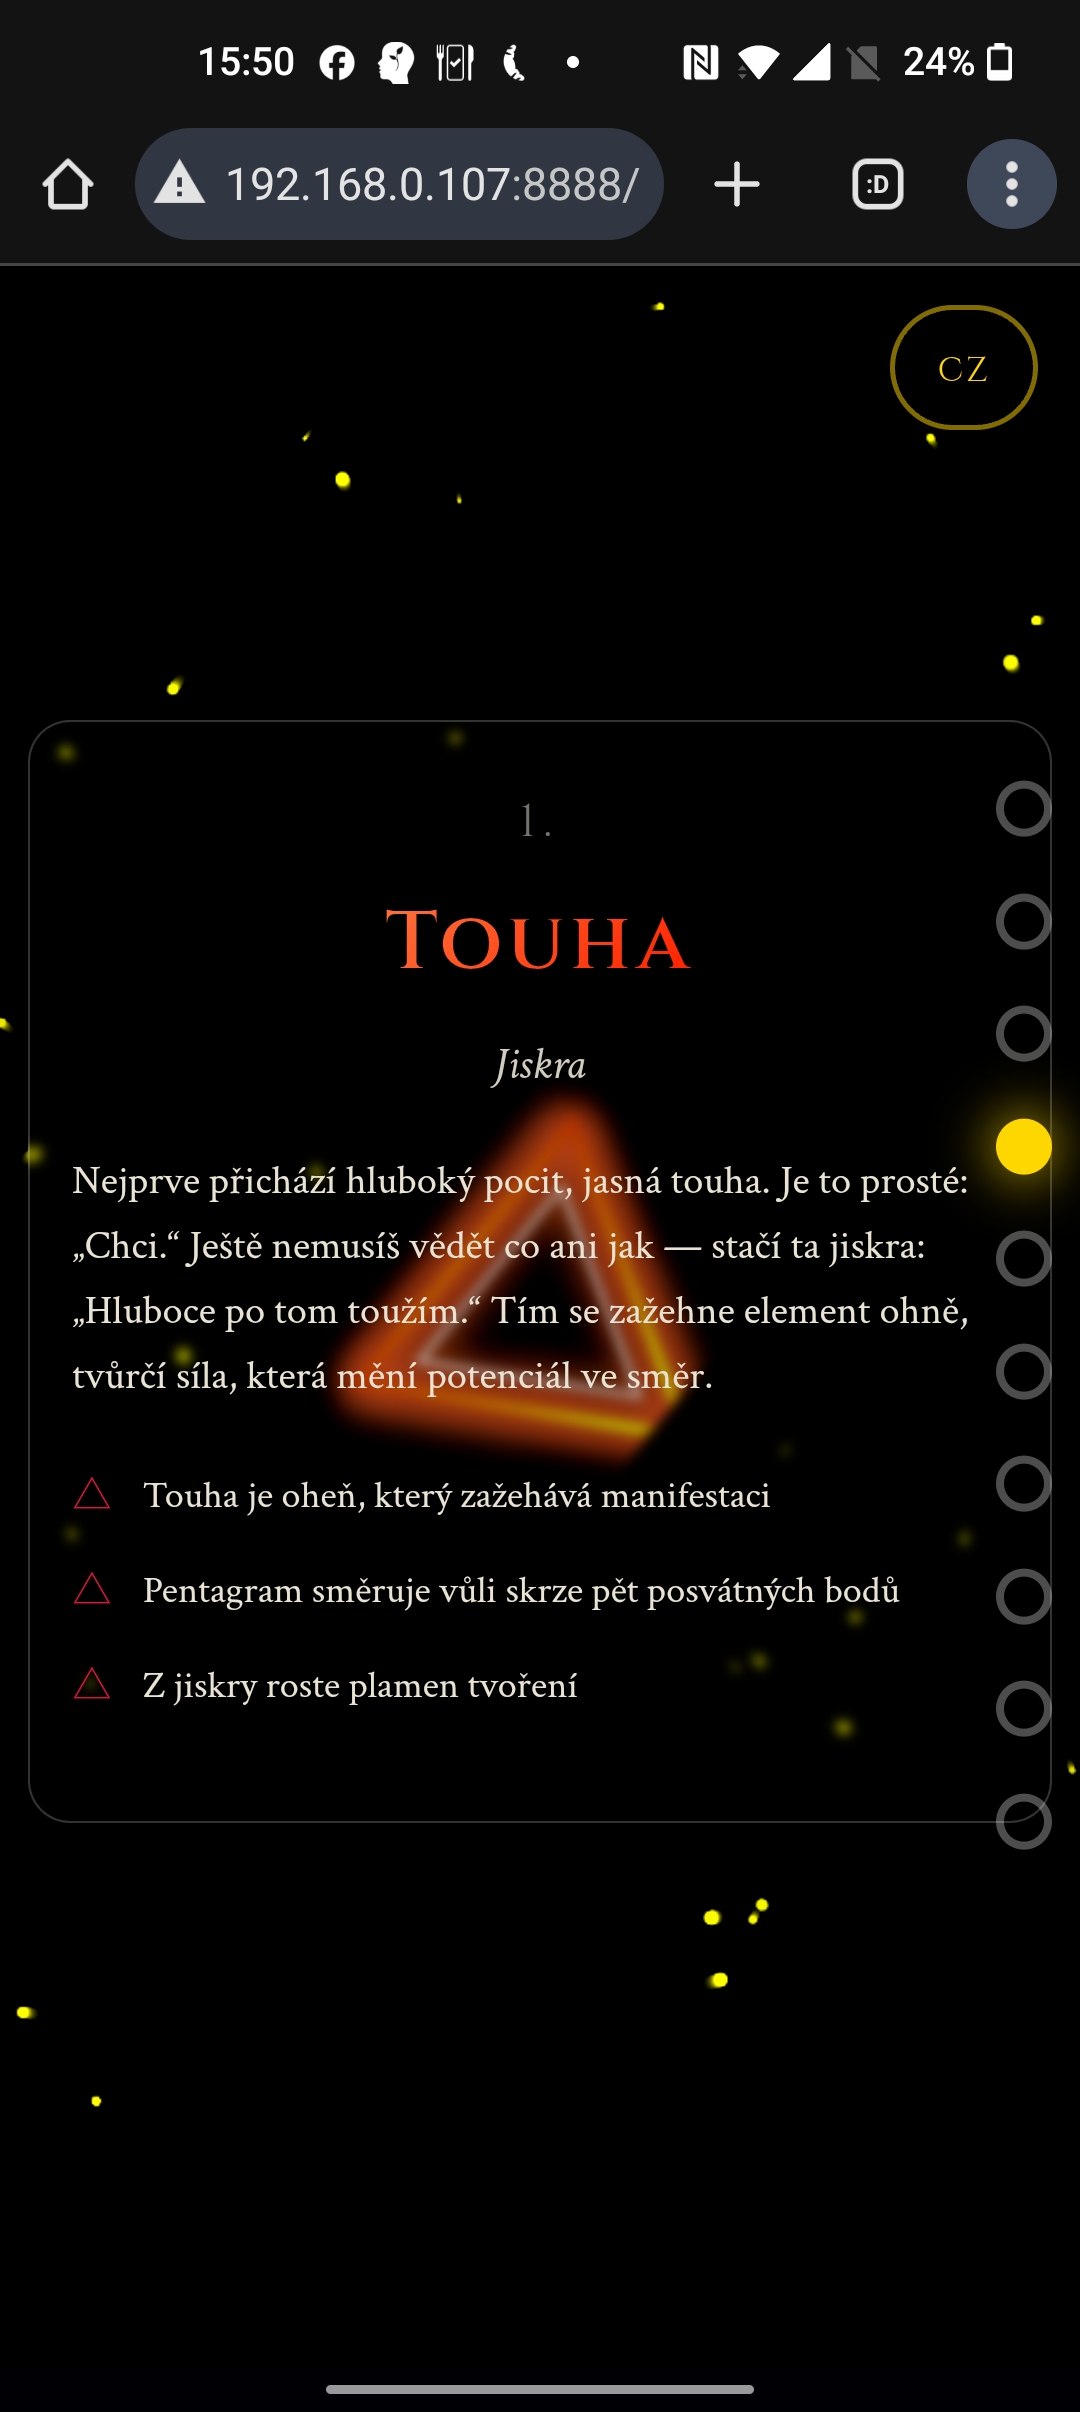 15:50
24%
192.168.0.107:8888/
:D
CZ
1.
Touha
Jiskra
Nejprve přichází hluboký pocit, jasná touha. Je to prosté:
„Chci.“ Ještě nemusíš vědět co ani jak — stačí ta jiskra:
„Hluboce po tom toužím.“ Tím se zažehne element ohně,
tvůrčí síla, která mění potenciál ve směr.
Touha je oheň, který zažehává manifestaci
Pentagram směruje vůli skrze pět posvátných bodů
Z jiskry roste plamen tvoření